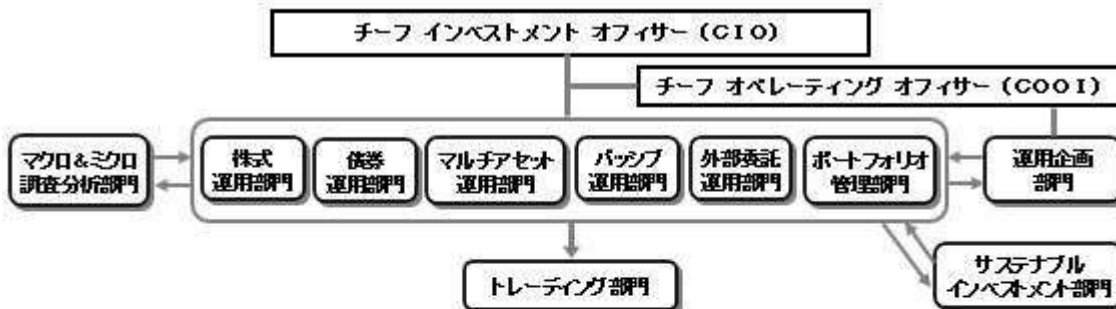 チーフ インベストメント オフィサー(CIO)
チーフ オペレーティング オフィサー(COOI)
マクロ&ミクロ
調査分析部門
株式
運用部門
債券
運用部門
マルチアセット
運用部門
パッシブ
運用部門
外部委託
運用部門
ポートフォリオ
管理部門
運用企画
部門
トレーディング部門
サステナブル
インベストメント部門